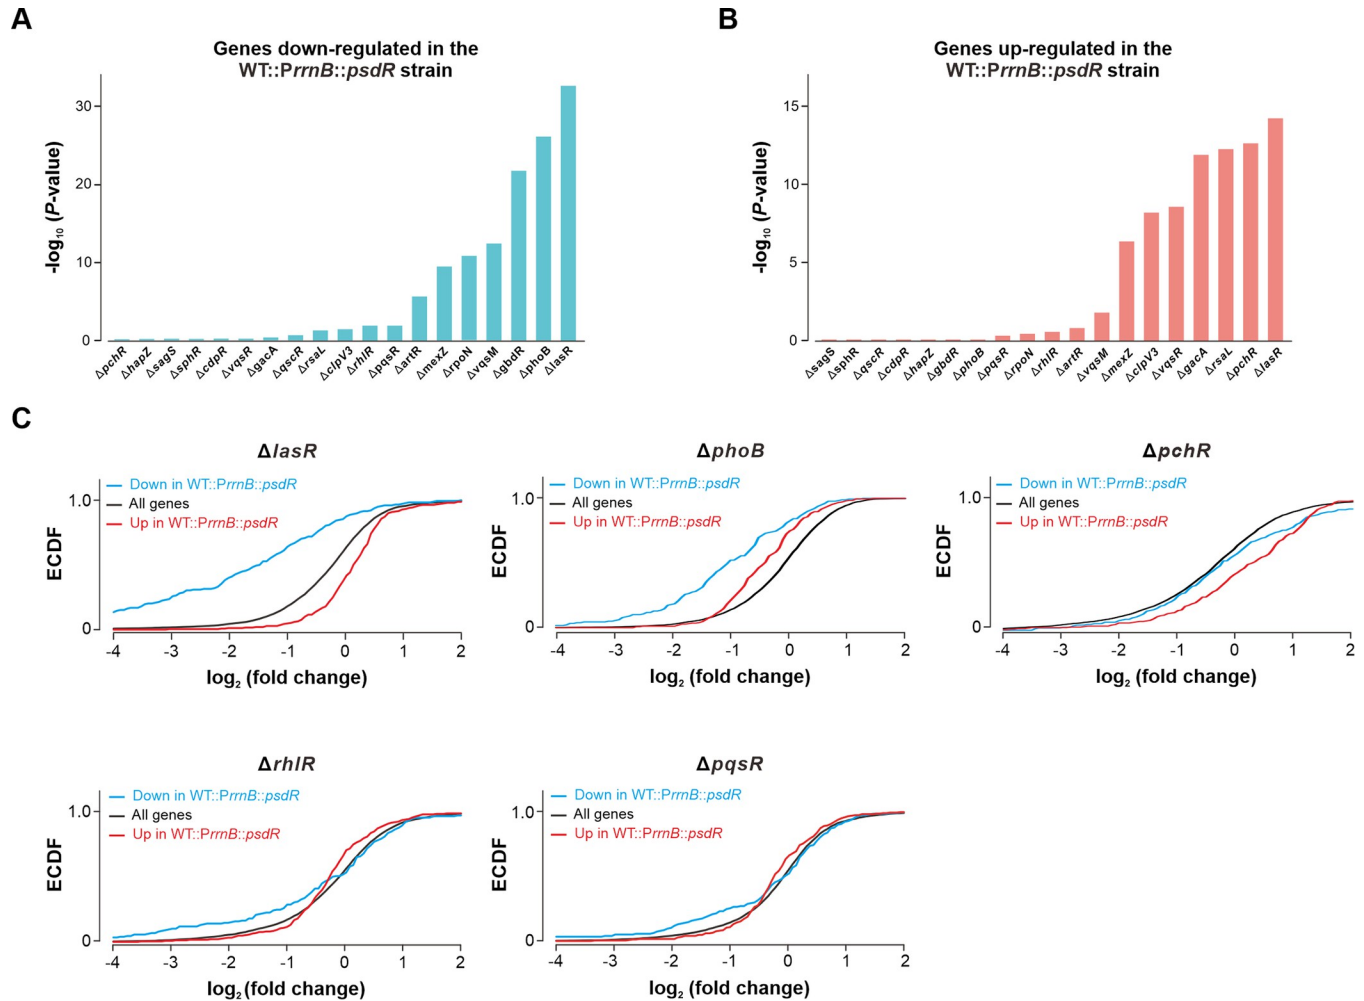 A
Genes down-regulated in the
WT::PrrnB::psdR strain
-log₁₀ (P-value)
30
20
10
0
ΔpchR ΔhapZ ΔsagS ΔsphR ΔcdpR ΔvqsR ΔgacA ΔqscR ΔrsaL ΔclpV3 ΔrhlR ΔpqsR ΔartR ΔmexZ ΔrpoN ΔvqsM ΔgbdR ΔphoB ΔlasR
B
Genes up-regulated in the
WT::PrrnB::psdR strain
-log₁₀ (P-value)
15
10
5
0
ΔsagS ΔsphR ΔqscR ΔcdpR ΔhapZ ΔgbdR ΔphoB ΔpqsR ΔrpoN ΔrhlR ΔartR ΔvqsM ΔmexZ ΔclpV3 ΔvqsR ΔgacA ΔrsaL ΔpchR ΔlasR
C
ΔlasR
Down in WT::PrrnB::psdR
All genes
Up in WT::PrrnB::psdR
ECDF
1.0
0
-4 -3 -2 -1 0 1 2
log₂ (fold change)
ΔphoB
Down in WT::PrrnB::psdR
All genes
Up in WT::PrrnB::psdR
ECDF
1.0
0
-4 -3 -2 -1 0 1 2
log₂ (fold change)
ΔpchR
Down in WT::PrrnB::psdR
All genes
Up in WT::PrrnB::psdR
ECDF
1.0
0
-4 -3 -2 -1 0 1 2
log₂ (fold change)
ΔrhlR
Down in WT::PrrnB::psdR
All genes
Up in WT::PrrnB::psdR
ECDF
1.0
0
-4 -3 -2 -1 0 1 2
log₂ (fold change)
ΔpqsR
Down in WT::PrrnB::psdR
All genes
Up in WT::PrrnB::psdR
ECDF
1.0
0
-4 -3 -2 -1 0 1 2
log₂ (fold change)